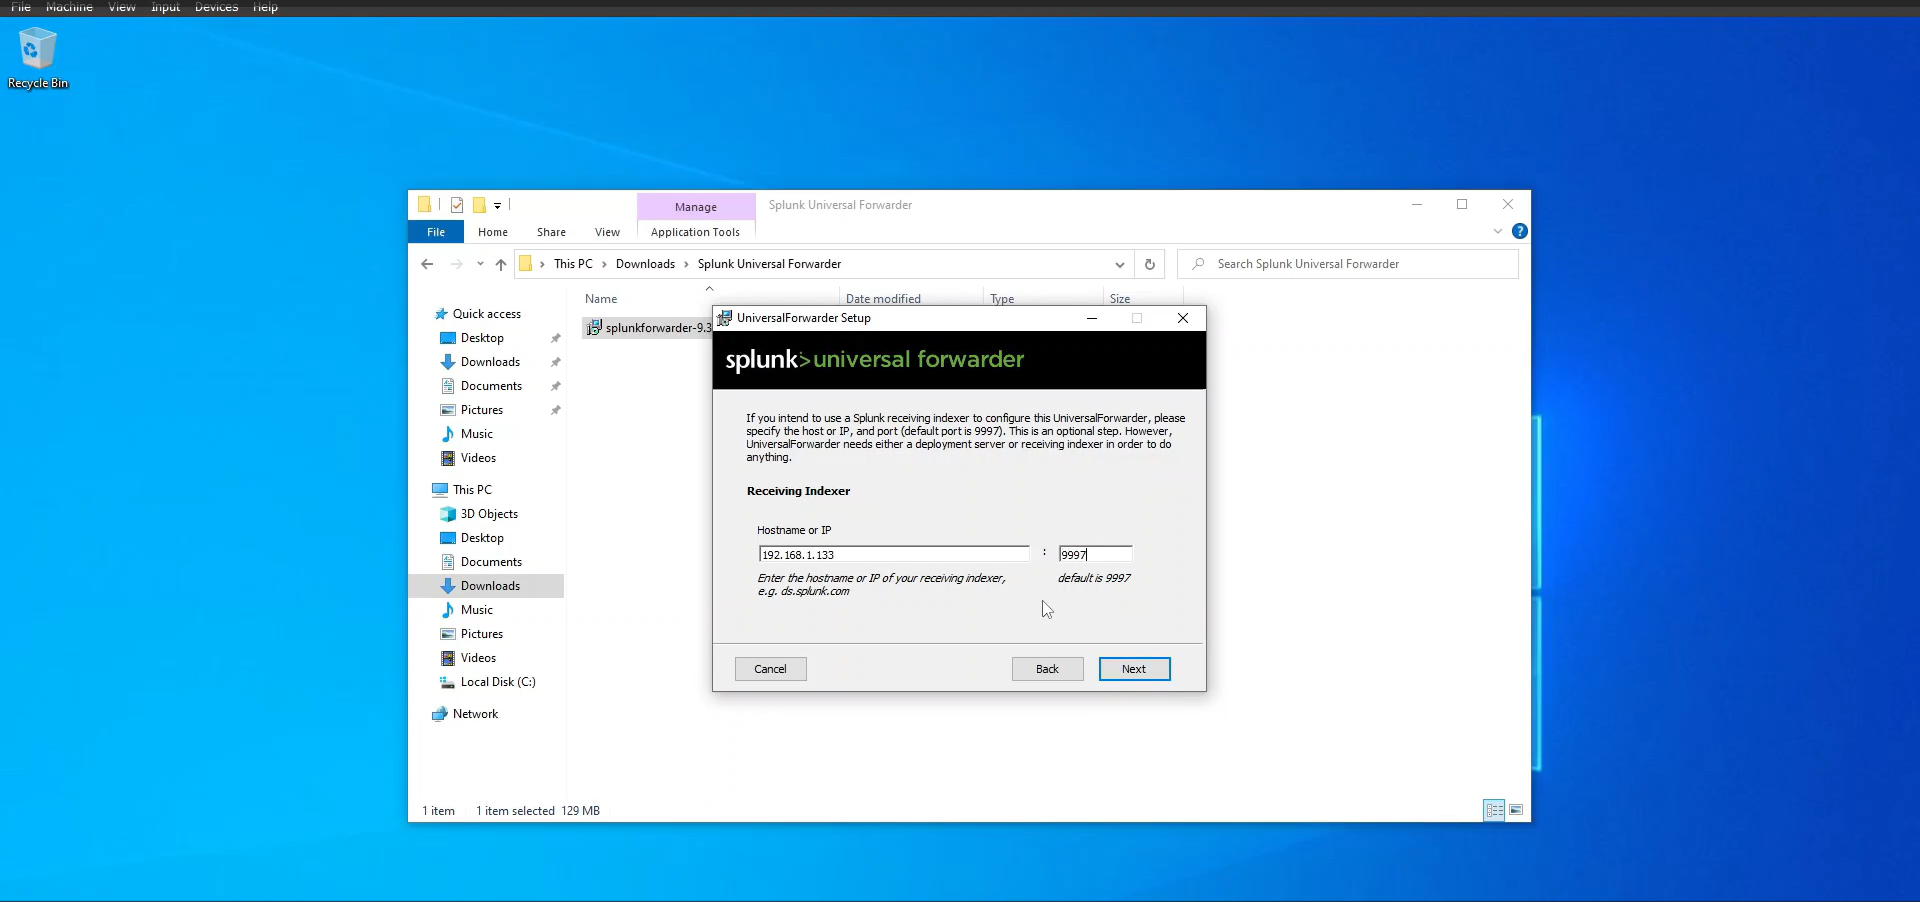 File Machine View Input Devices Help
Recycle Bin
Manage
Splunk Universal Forwarder
File Home Share View Application Tools
This PC Downloads Splunk Universal Forwarder
Search Splunk Universal Forwarder
Name Date modified Type Size
splunkforwarder-9.3
Quick access
Desktop
Downloads
Documents
Pictures
Music
Videos
This PC
3D Objects
Desktop
Documents
Downloads
Music
Pictures
Videos
Local Disk (C:)
Network
UniversalForwarder Setup
splunk>universal forwarder
If you intend to use a Splunk receiving indexer to configure this UniversalForwarder, please
specify the host or IP, and port (default port is 9997). This is an optional step. However,
UniversalForwarder needs either a deployment server or receiving indexer in order to do
anything.
Receiving Indexer
Hostname or IP
192.168.1.133 : 9997
Enter the hostname or IP of your receiving indexer, default is 9997
e.g. ds.splunk.com
Cancel Back Next
1 item 1 item selected 129 MB